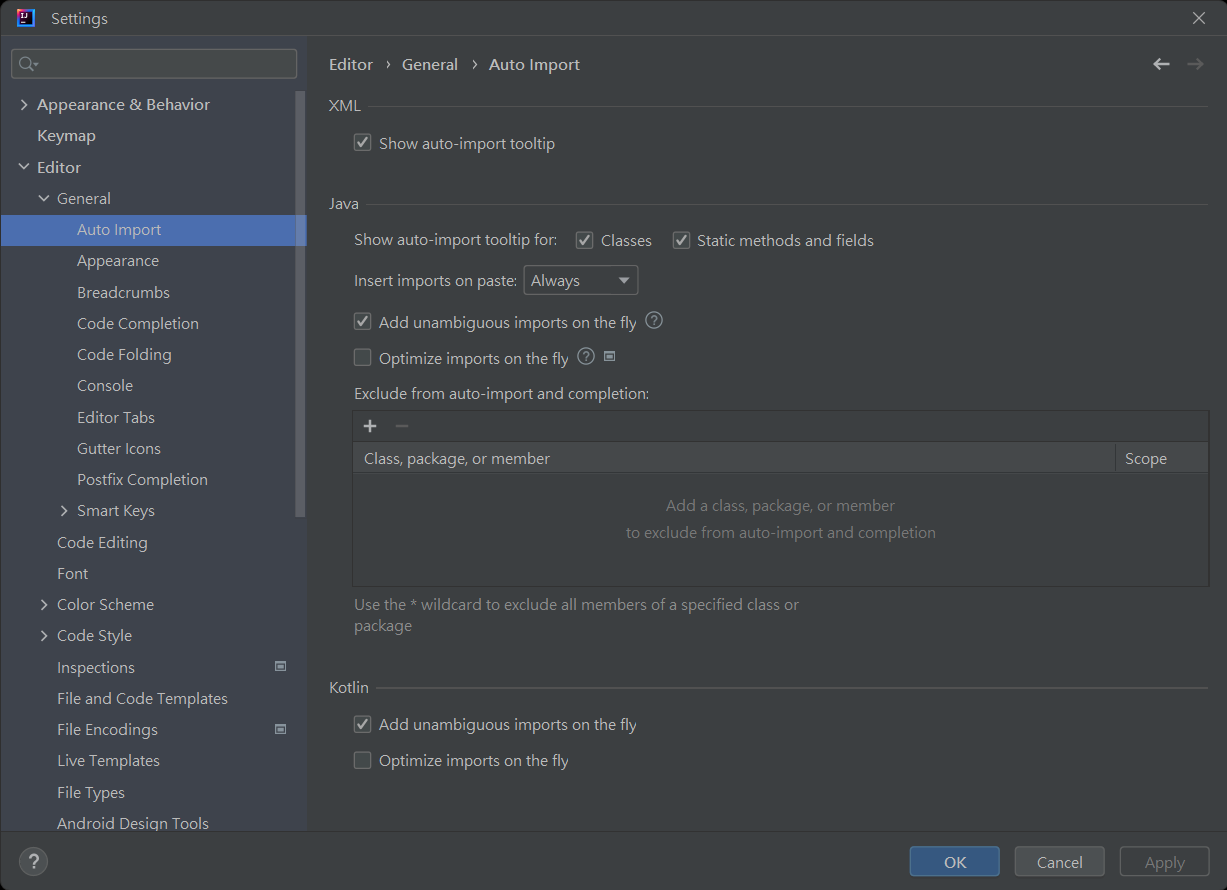 Settings
Appearance & Behavior
Keymap
Editor
General
Auto Import
Appearance
Breadcrumbs
Code Completion
Code Folding
Console
Editor Tabs
Gutter Icons
Postfix Completion
Smart Keys
Code Editing
Font
Color Scheme
Code Style
Inspections
File and Code Templates
File Encodings
Live Templates
File Types
Android Design Tools
Editor › General › Auto Import
XML
Show auto-import tooltip
Java
Show auto-import tooltip for: Classes Static methods and fields
Insert imports on paste: Always
Add unambiguous imports on the fly ?
Optimize imports on the fly ?
Exclude from auto-import and completion:
Class, package, or member Scope
Add a class, package, or member
to exclude from auto-import and completion
Use the * wildcard to exclude all members of a specified class or
package
Kotlin
Add unambiguous imports on the fly
Optimize imports on the fly
? OK Cancel Apply